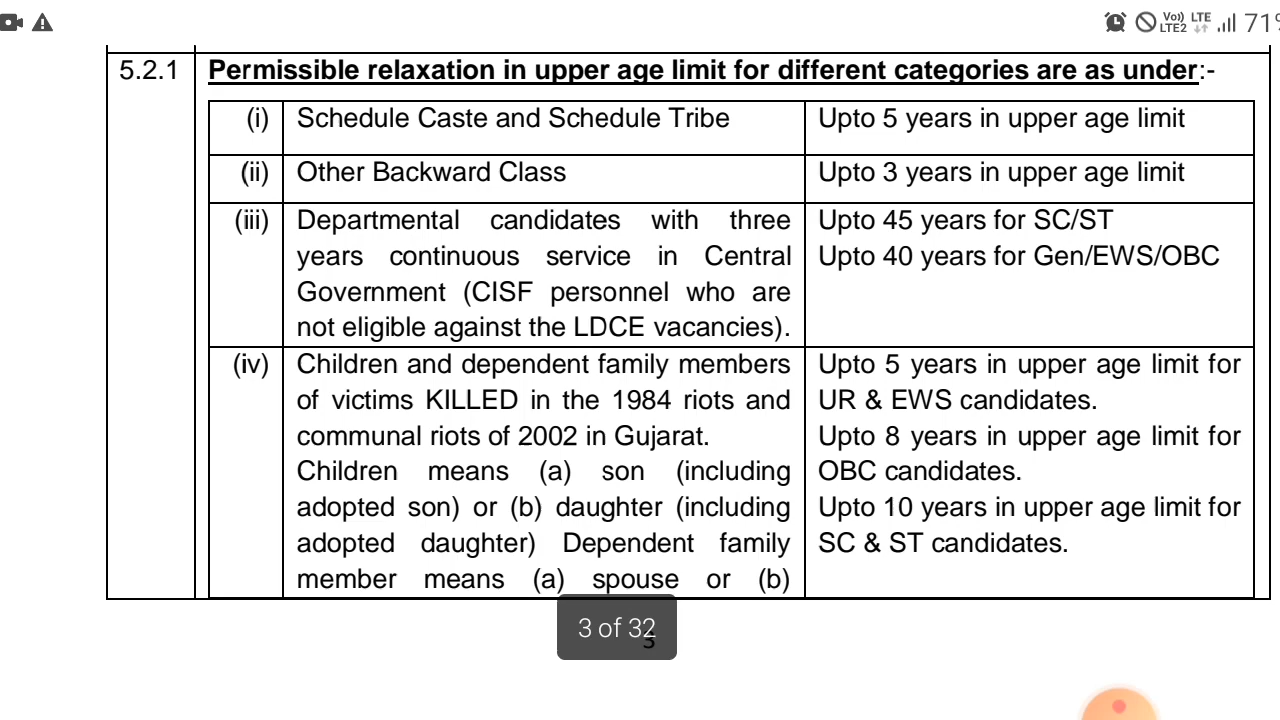 Vo)) LTE
LTE2
71%
5.2.1 Permissible relaxation in upper age limit for different categories are as under:-
(i) Schedule Caste and Schedule Tribe Upto 5 years in upper age limit
(ii) Other Backward Class Upto 3 years in upper age limit
(iii) Departmental candidates with three
years continuous service in Central
Government (CISF personnel who are
not eligible against the LDCE vacancies).
Upto 45 years for SC/ST
Upto 40 years for Gen/EWS/OBC
(iv) Children and dependent family members
of victims KILLED in the 1984 riots and
communal riots of 2002 in Gujarat.
Children means (a) son (including
adopted son) or (b) daughter (including
adopted daughter) Dependent family
member means (a) spouse or (b)
Upto 5 years in upper age limit for
UR & EWS candidates.
Upto 8 years in upper age limit for
OBC candidates.
Upto 10 years in upper age limit for
SC & ST candidates.
3 of 32
3